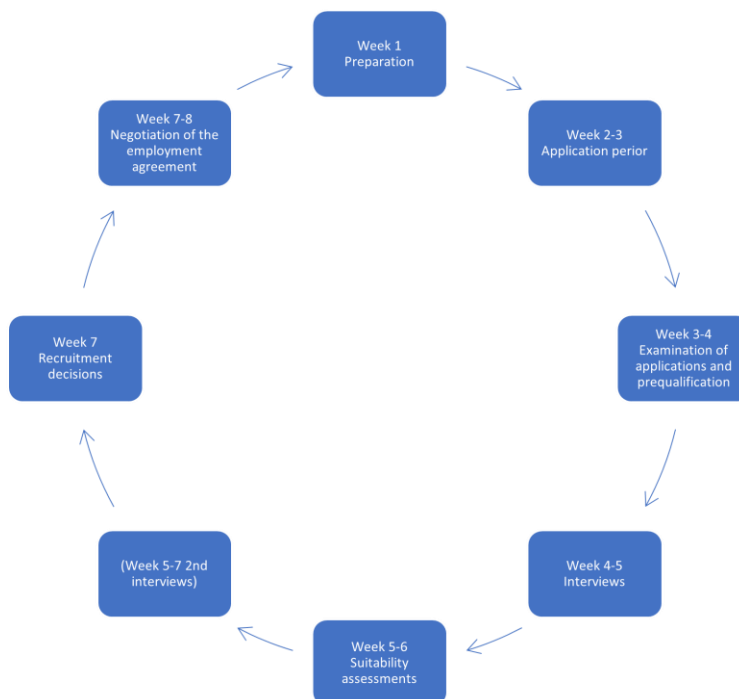 Week 1
Preparation
Week 2-3
Application perior
Week 3-4
Examination of
applications and
prequalification
Week 4-5
Interviews
Week 5-6
Suitability
assessments
(Week 5-7 2nd
interviews)
Week 7
Recruitment
decisions
Week 7-8
Negotiation of the
employment
agreement